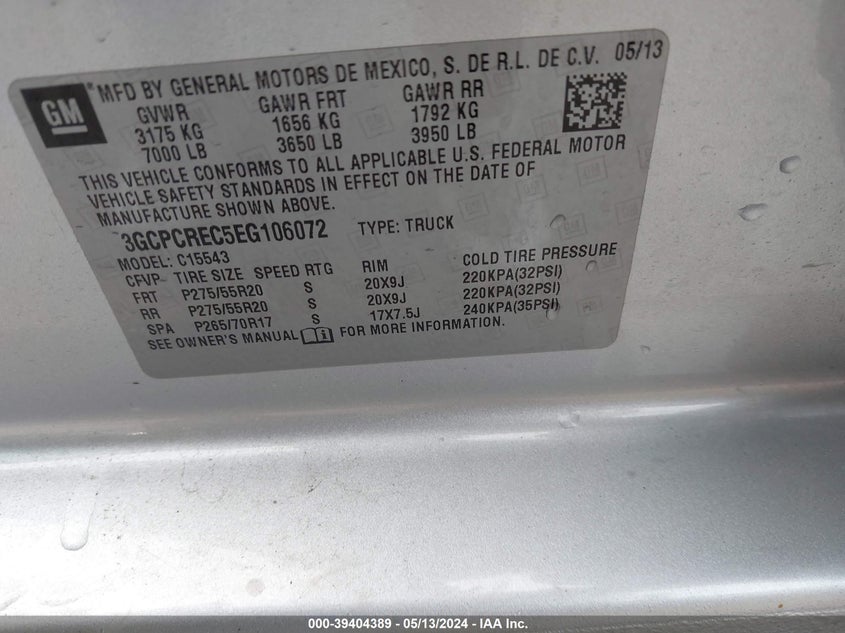 GM
*MFD BY GENERAL MOTORS DE MEXICO, S. DE R.L. DE C.V. 05/13
GVWR GAWR FRT GAWR RR
3175 KG 1656 KG 1792 KG
7000 LB 3650 LB 3950 LB
THIS VEHICLE CONFORMS TO ALL APPLICABLE U.S. FEDERAL MOTOR
VEHICLE SAFETY STANDARDS IN EFFECT ON THE DATE OF
MANUFACTURE SHOWN ABOVE.
3GCPCREC5EG106072 TYPE: TRUCK
MODEL: C15543
CFVP TIRE SIZE SPEED RTG RIM COLD TIRE PRESSURE
FRT P275/55R20 S 20X9J 220KPA(32PSI)
RR P275/55R20 S 20X9J 220KPA(32PSI)
SPA P265/70R17 S 17X7.5J 240KPA(35PSI)
SEE OWNER'S MANUAL i FOR MORE INFORMATION.
000-39404389 - 05/13/2024 - IAA Inc.